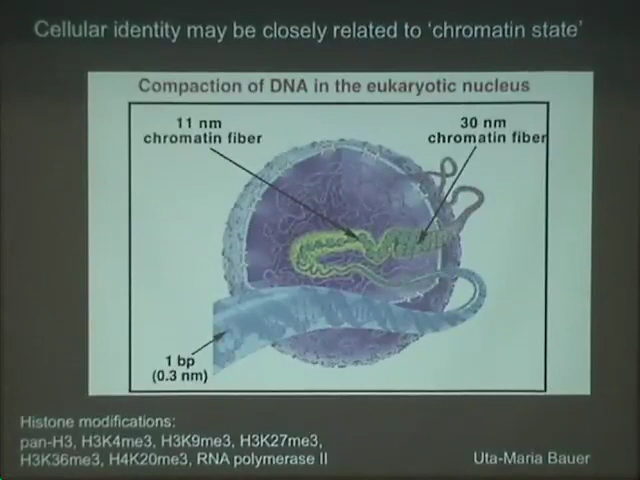 Cellular identity may be closely related to 'chromatin state'
Compaction of DNA in the eukaryotic nucleus
11 nm
chromatin fiber
30 nm
chromatin fiber
1 bp
(0.3 nm)
Histone modifications:
pan-H3, H3K4me3, H3K9me3, H3K27me3,
H3K36me3, H4K20me3, RNA polymerase II
Uta-Maria Bauer